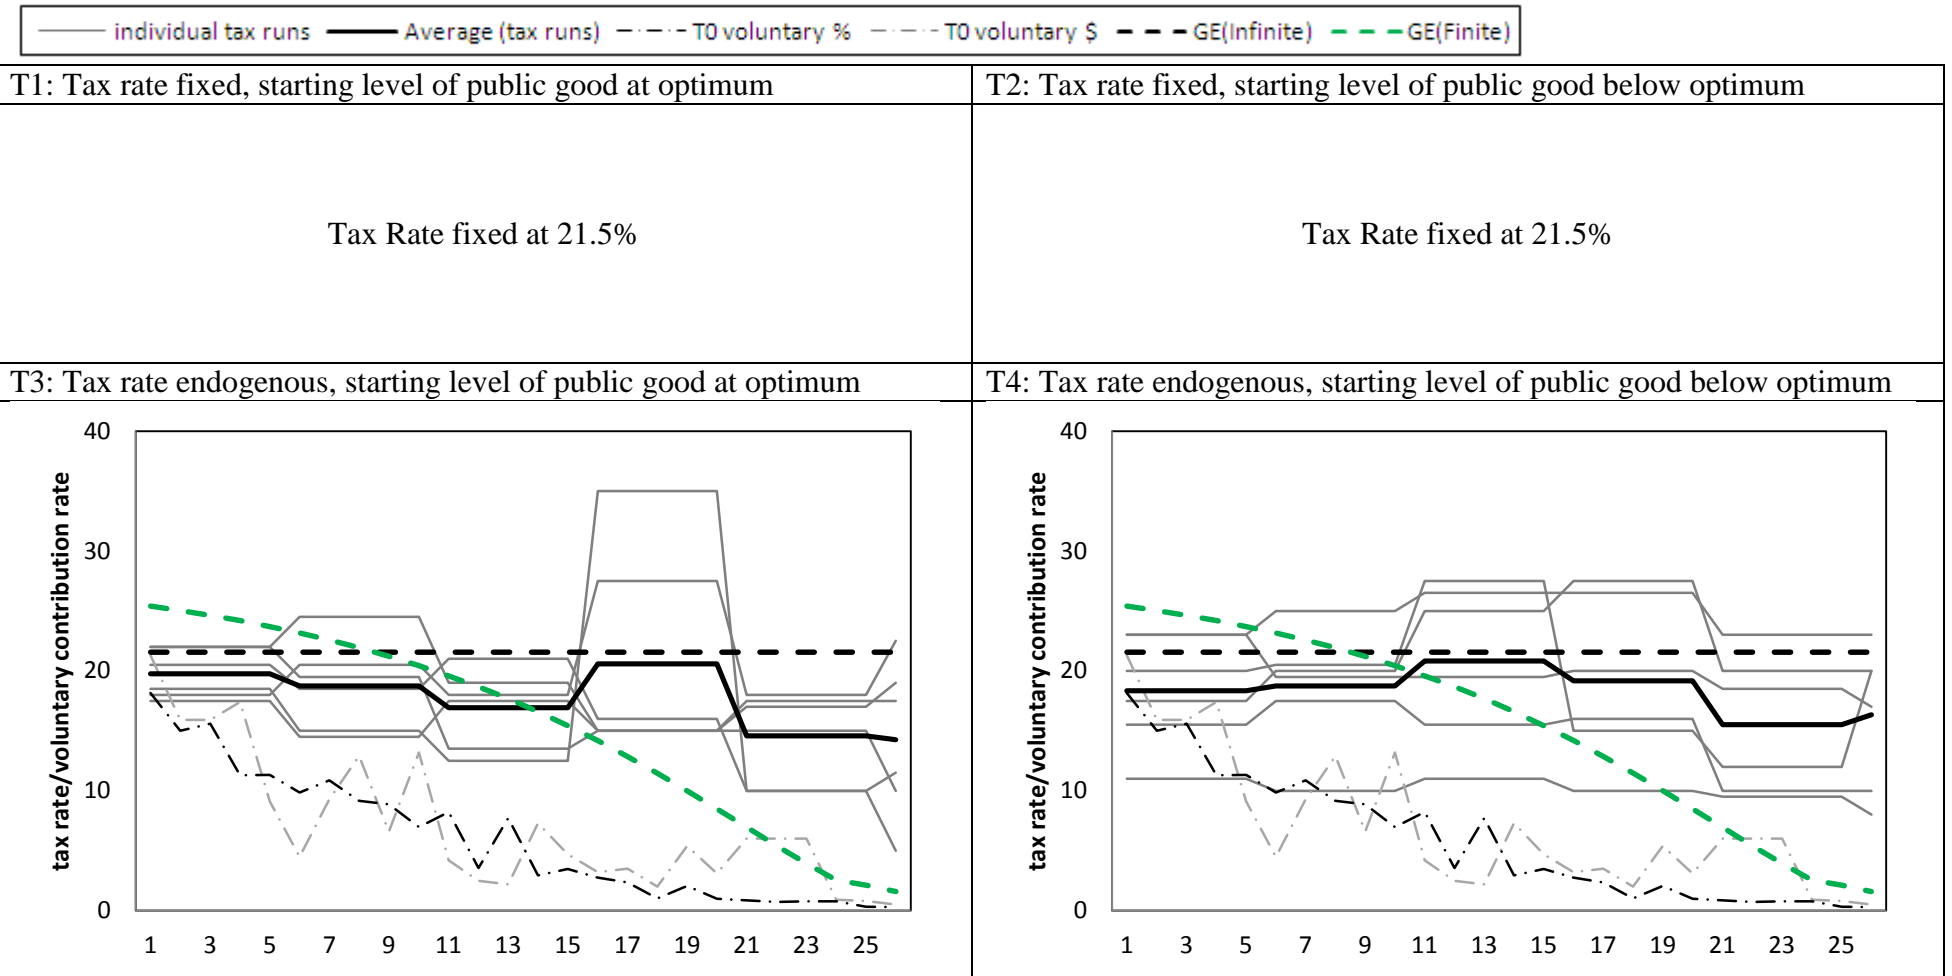 individual tax runs Average (tax runs) T0 voluntary % T0 voluntary $ GE(Infinite) GE(Finite)
T1: Tax rate fixed, starting level of public good at optimum
T2: Tax rate fixed, starting level of public good below optimum
Tax Rate fixed at 21.5%
Tax Rate fixed at 21.5%
T3: Tax rate endogenous, starting level of public good at optimum
T4: Tax rate endogenous, starting level of public good below optimum
tax rate/voluntary contribution rate
40
30
20
10
0
1 3 5 7 9 11 13 15 17 19 21 23 25
tax rate/voluntary contribution rate
40
30
20
10
0
1 3 5 7 9 11 13 15 17 19 21 23 25